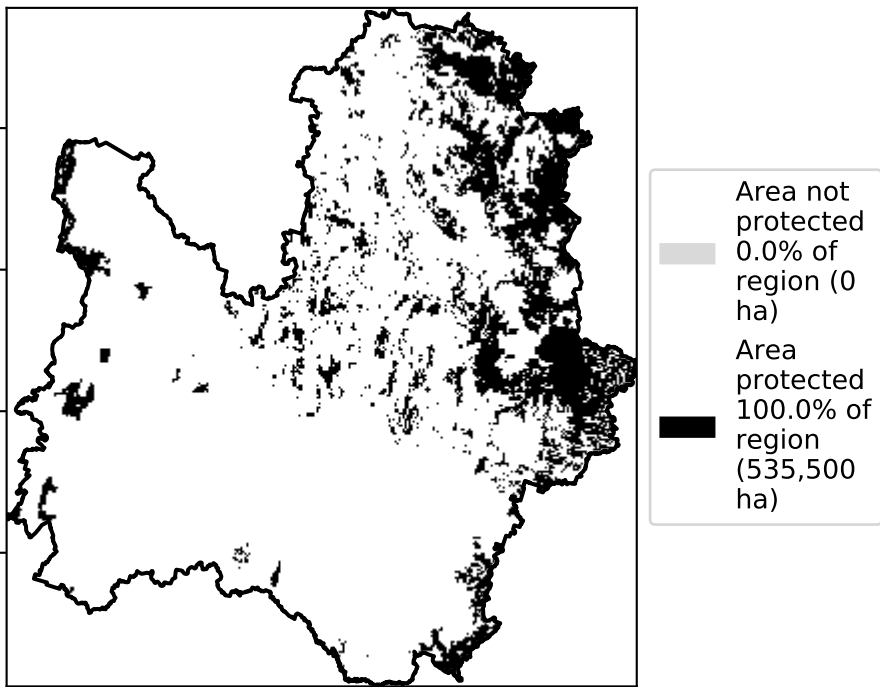 Area not
protected
0.0% of
region (0
ha)
Area
protected
100.0% of
region
(535,500
ha)